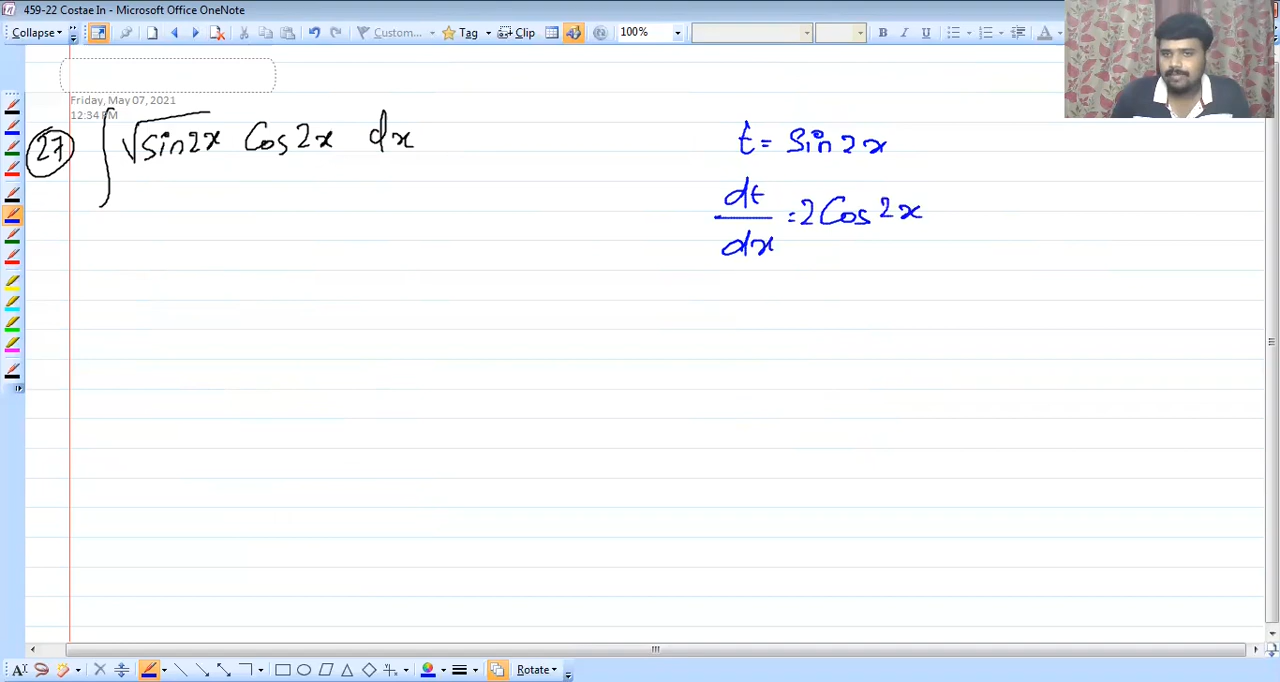 459-22 Costae In - Microsoft Office OneNote
Collapse Custom... Tag Clip 100% B I U A
Friday, May 07, 2021
12:34 PM
27 ∫ √sin2x Cos2x dx
t = Sin2x
dt/dx = 2Cos2x
Rotate